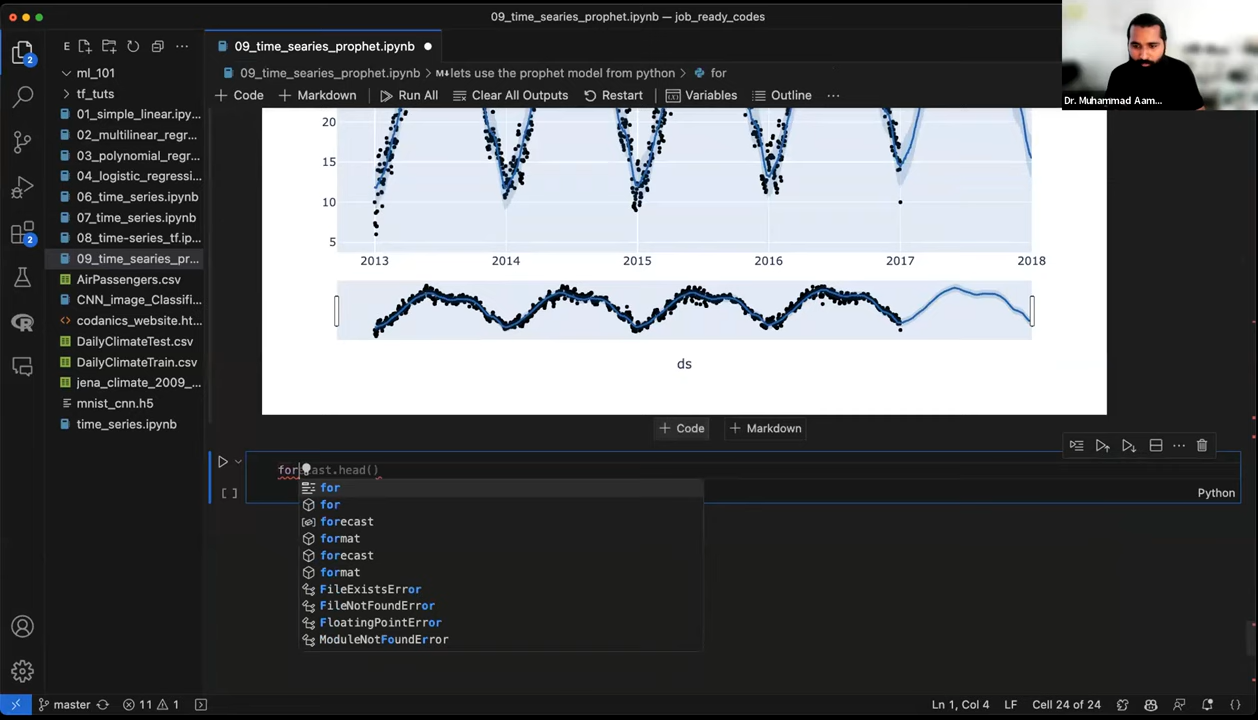 09_time_searies_prophet.ipynb — job_ready_codes
Dr. Muhammad Aam...
E
09_time_searies_prophet.ipynb
2
ml_101
tf_tuts
01_simple_linear.ipy...
02_multilinear_regr...
03_polynomial_regr...
04_logistic_regressi...
06_time_series.ipynb
07_time_series.ipynb
08_time-series_tf.ip...
09_time_searies_pr...
AirPassengers.csv
CNN_image_Classifi...
codanics_website.ht...
DailyClimateTest.csv
DailyClimateTrain.csv
jena_climate_2009_...
mnist_cnn.h5
time_series.ipynb
2
R
09_time_searies_prophet.ipynb > M↓ lets use the prophet model from python > for
+ Code + Markdown Run All Clear All Outputs Restart Variables Outline ...
20
15
10
5
2013 2014 2015 2016 2017 2018
ds
+ Code + Markdown
forecast.head()
[ ]
Python
for
for
forecast
format
forecast
format
FileExistsError
FileNotFoundError
FloatingPointError
ModuleNotFoundError
master 11 1 Ln 1, Col 4 LF Cell 24 of 24